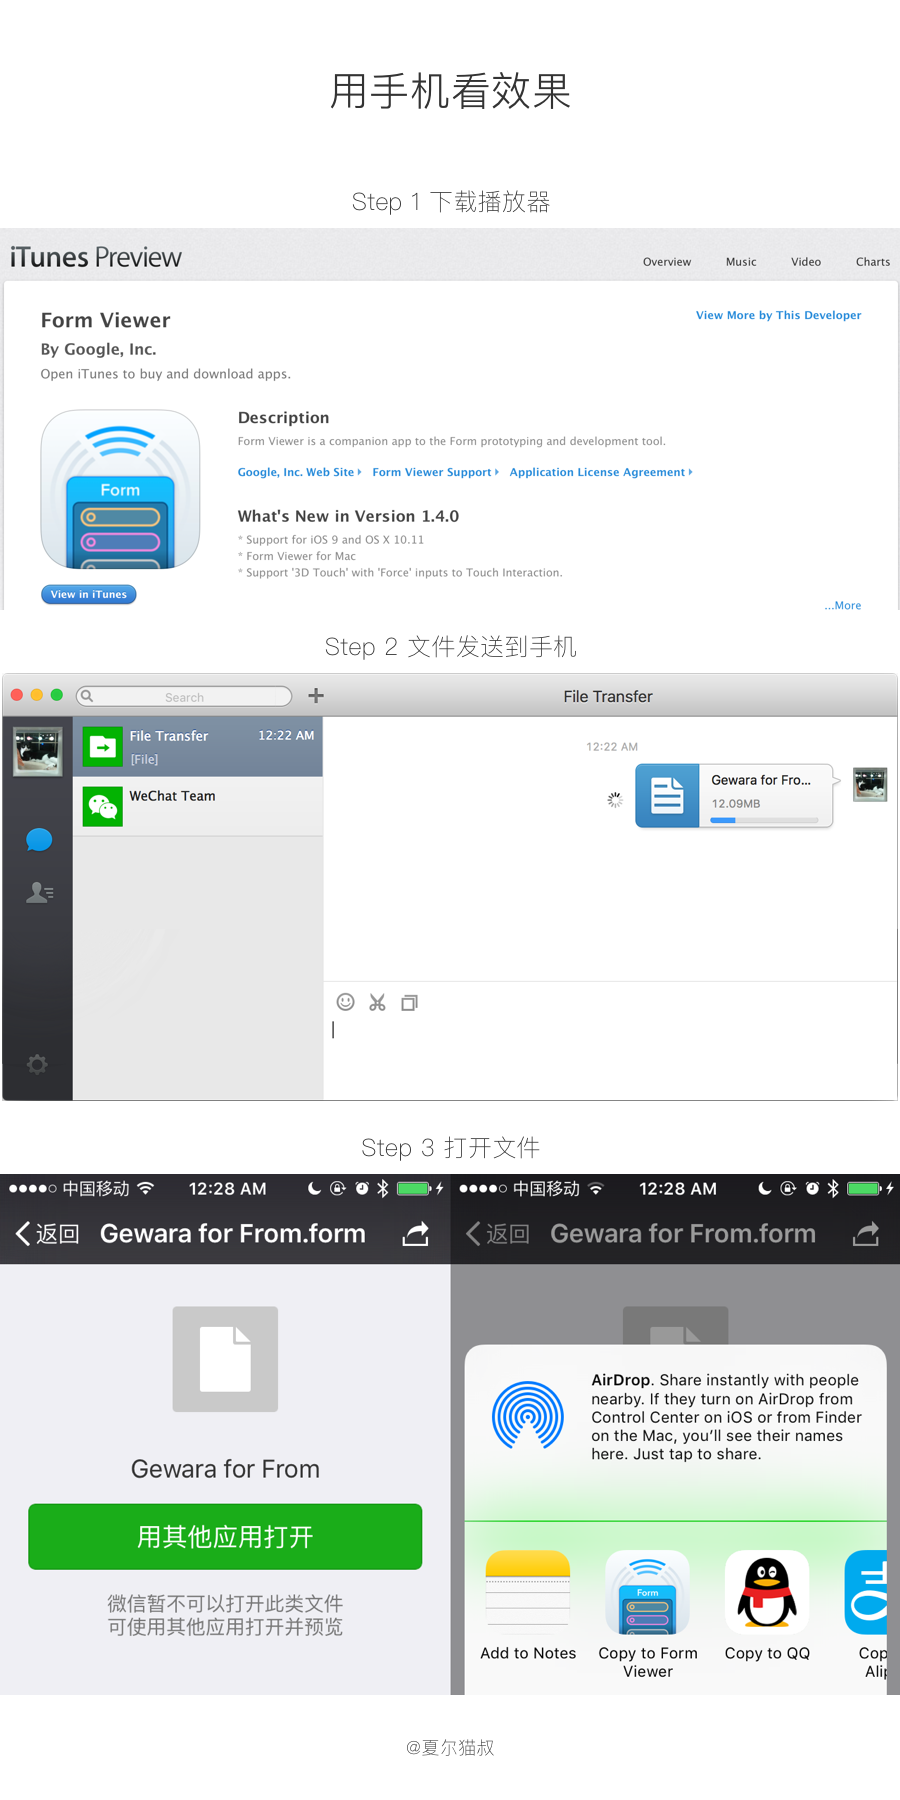 用手机看效果
Step 1 下载播放器
iTunes Preview
Overview Music Video Charts
Form Viewer
View More by This Developer
By Google, Inc.
Open iTunes to buy and download apps.
Description
Form Viewer is a companion app to the Form prototyping and development tool.
Google, Inc. Web Site Form Viewer Support Application License Agreement
Form
What's New in Version 1.4.0
* Support for iOS 9 and OS X 10.11
* Form Viewer for Mac
* Support '3D Touch' with 'Force' inputs to Touch Interaction.
View in iTunes
...More
Step 2 文件发送到手机
Search
File Transfer
File Transfer 12:22 AM
[File]
WeChat Team
12:22 AM
Gewara for Fro...
12.09MB
Step 3 打开文件
中国移动 12:28 AM
返回 Gewara for From.form
Gewara for From
用其他应用打开
微信暂不可以打开此类文件
可使用其他应用打开并预览
中国移动 12:28 AM
返回 Gewara for From.form
AirDrop. Share instantly with people
nearby. If they turn on AirDrop from
Control Center on iOS or from Finder
on the Mac, you'll see their names
here. Just tap to share.
Form
Add to Notes
Copy to Form
Viewer
Copy to QQ
Cop
Alip
@夏尔猫叔